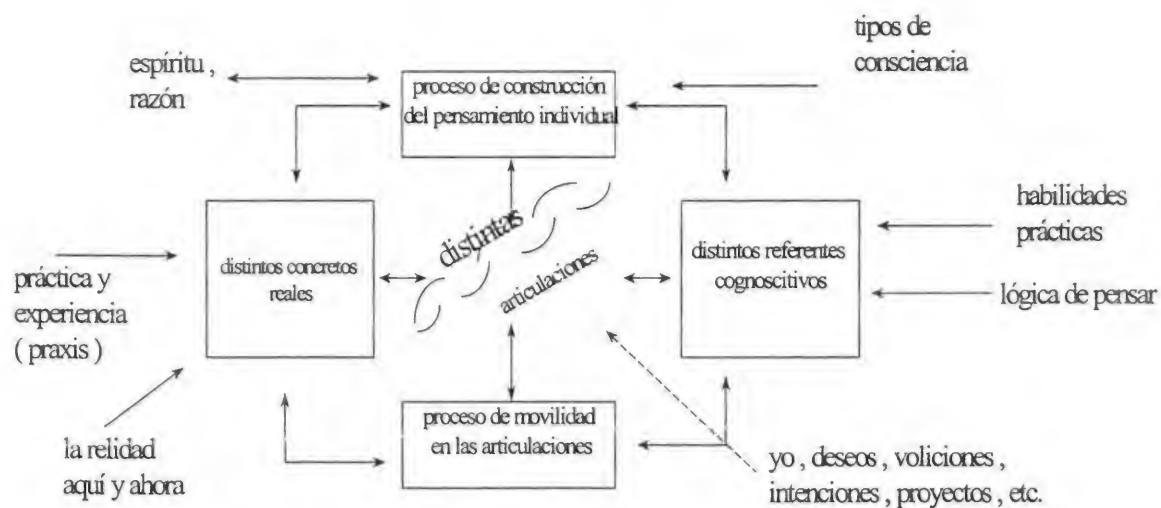 tipos de
consciencia
espíritu ,
razón
proceso de construcción
del pensamiento individual
habilidades
prácticas
distintas
articulaciones
distintos concretos
reales
distintos referentes
cognoscitivos
práctica y
experiencia
( praxis )
lógica de pensar
proceso de movilidad
en las articulaciones
la relidad
aquí y ahora
yo , deseos , voliciones ,
intenciones , proyectos , etc.